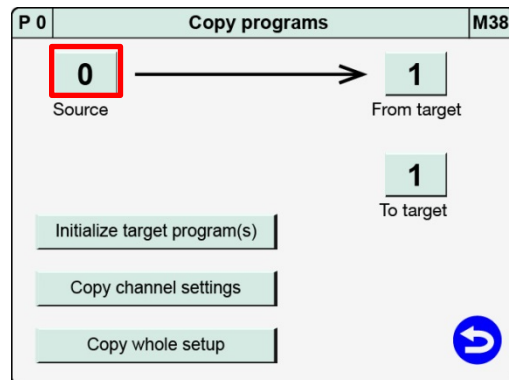 P 0 Copy programs M38
0 1
Source From target
1
To target
Initialize target program(s)
Copy channel settings
Copy whole setup